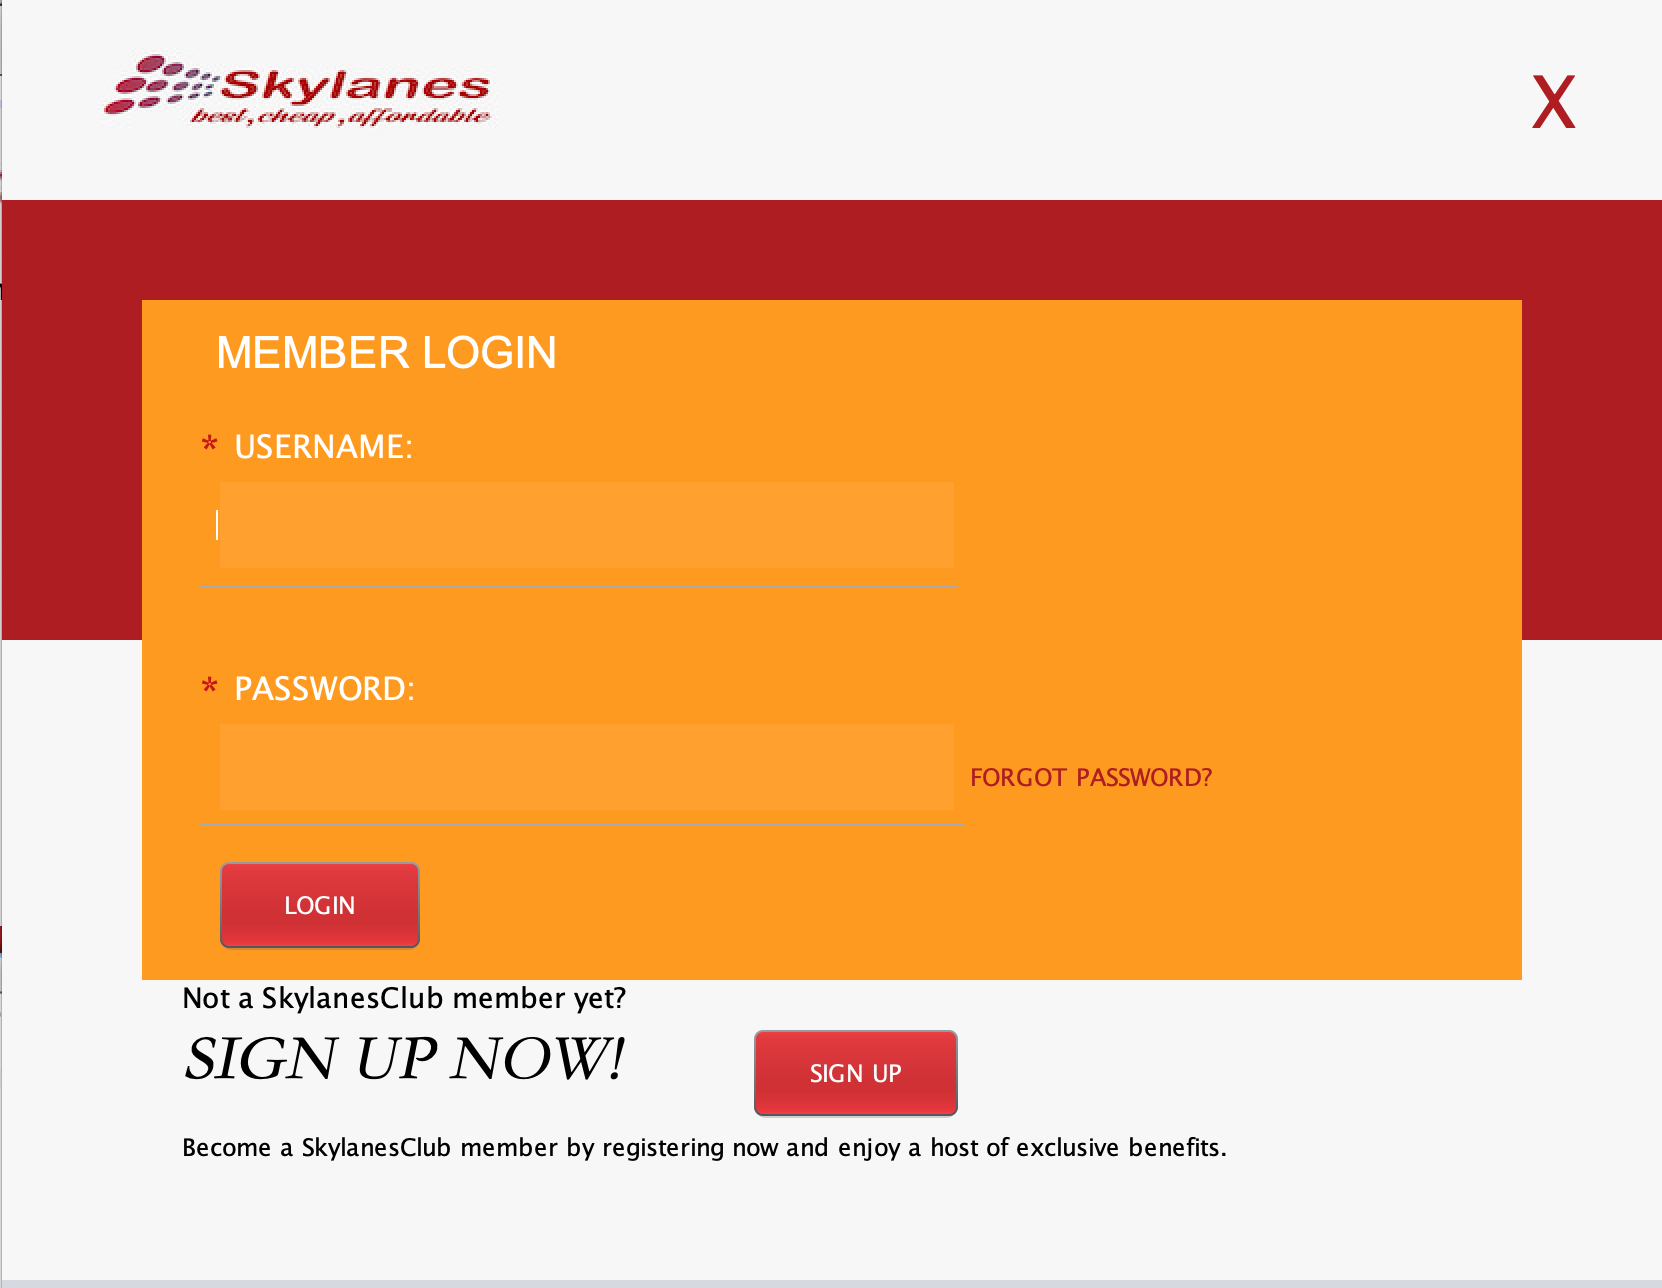 Skylanes
best,cheap,affordable
X
MEMBER LOGIN
* USERNAME:
* PASSWORD:
FORGOT PASSWORD?
LOGIN
Not a SkylanesClub member yet?
SIGN UP NOW!
SIGN UP
Become a SkylanesClub member by registering now and enjoy a host of exclusive benefits.